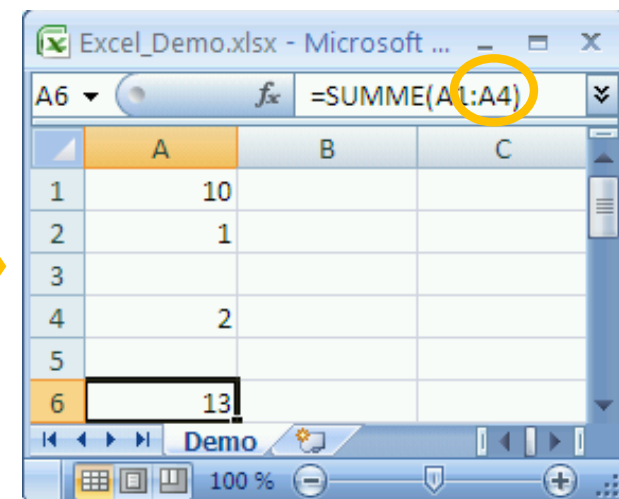 Excel_Demo.xlsx - Microsoft ...
A6 fx =SUMME(A1:A4)
A B C
1 10
2 1
3
4 2
5
6 13
Demo
100 %